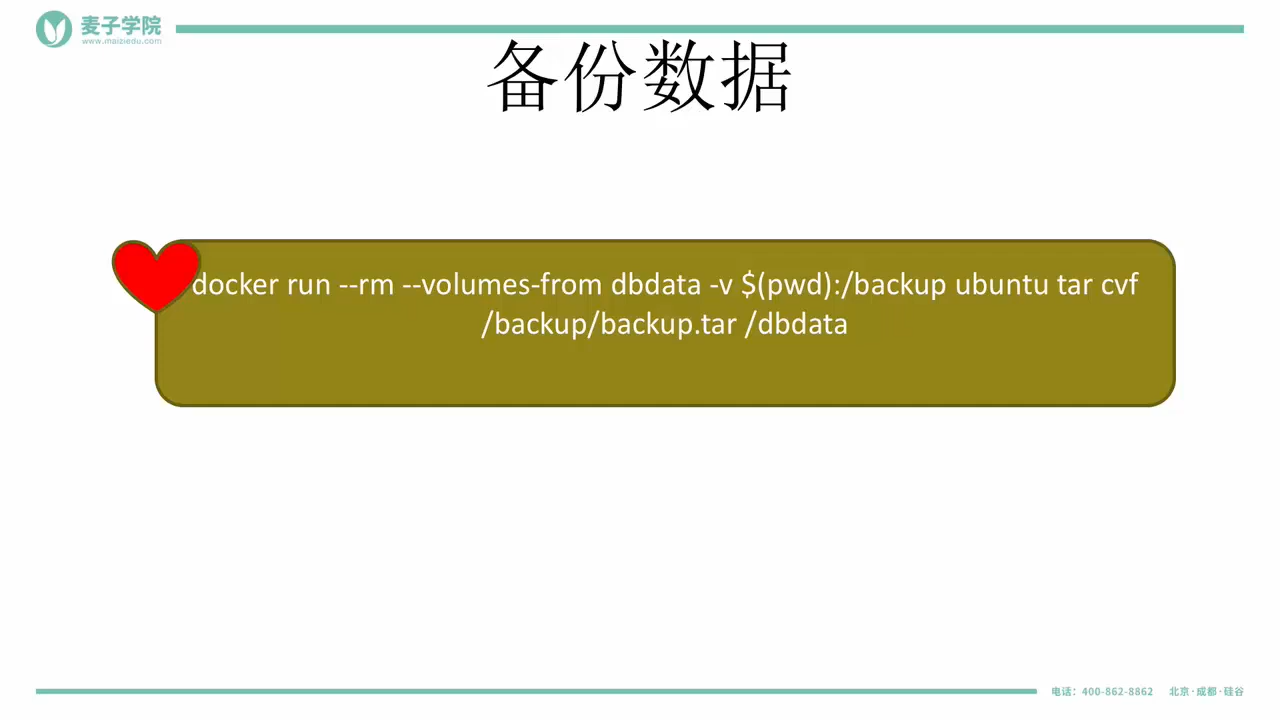 麦子学院
www.maiziedu.com
备份数据
docker run --rm --volumes-from dbdata -v $(pwd):/backup ubuntu tar cvf
/backup/backup.tar /dbdata
电话：400-862-8862 北京·成都·硅谷